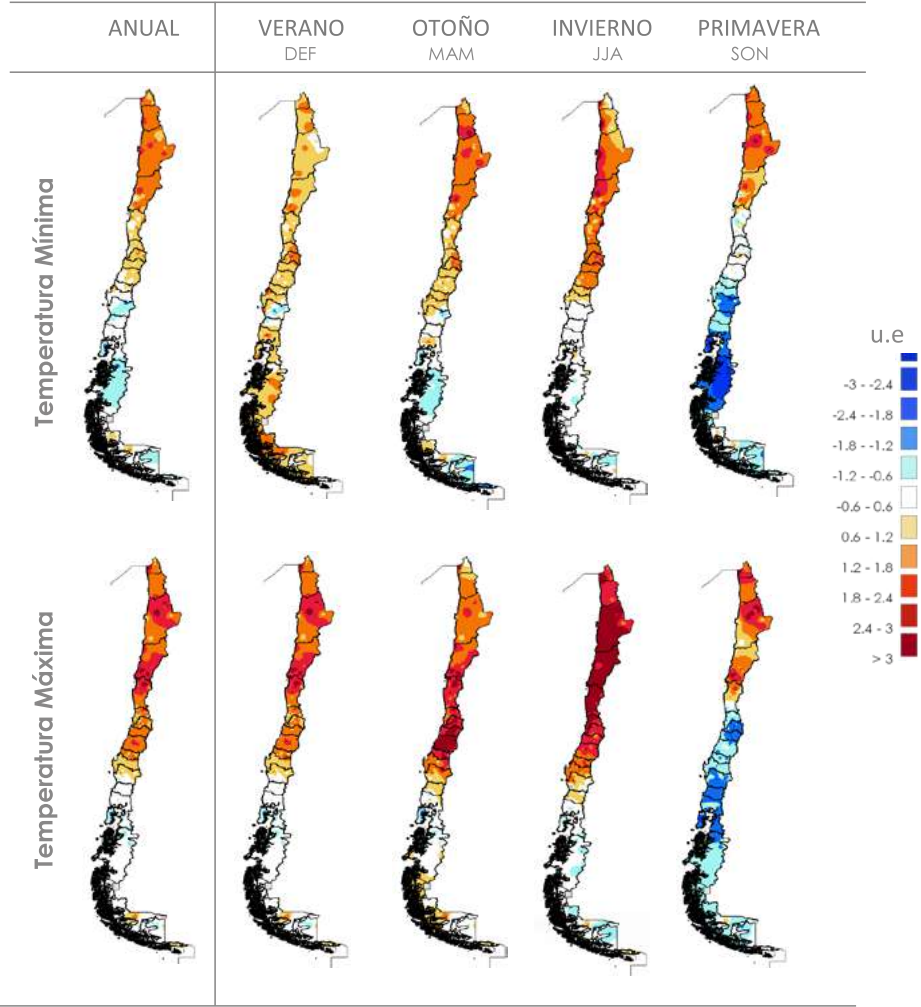 ANUAL VERANO OTOÑO INVIERNO PRIMAVERA
DEF MAM JJA SON
Temperatura Mínima
u.e
-3 - -2.4
-2.4 - -1.8
-1.8 - -1.2
-1.2 - -0.6
-0.6 - 0.6
0.6 - 1.2
1.2 - 1.8
1.8 - 2.4
2.4 - 3
> 3
Temperatura Máxima